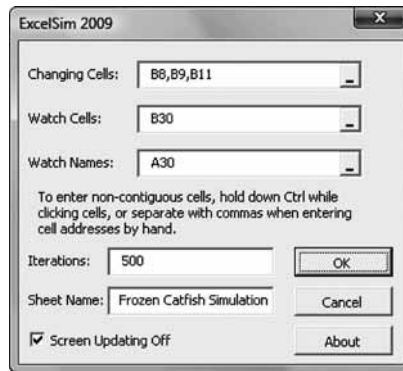 ExcelSim 2009
Changing Cells: B8,B9,B11
Watch Cells: B30
Watch Names: A30
To enter non-contiguous cells, hold down Ctrl while
clicking cells, or separate with commas when entering
cell addresses by hand.
Iterations: 500 OK
Sheet Name: Frozen Catfish Simulation Cancel
Screen Updating Off About